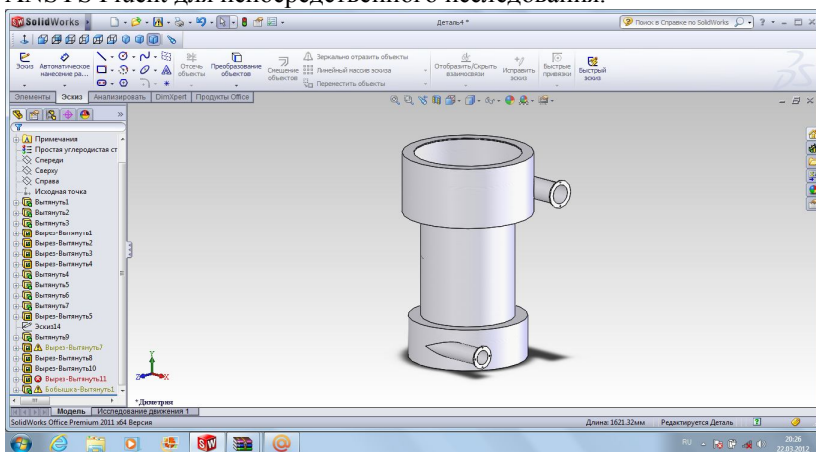 ANSYS Fluent для непосредственного исследования.
SolidWorks
Деталь4 *
Поиск в Справке по SolidWorks
Эскиз
Автоматическое нанесение ра...
Отсечь объекты
Преобразование объектов
Смещение объектов
Зеркально отразить объекты
Линейный массив эскиза
Переместить объекты
Отобразить/Скрыть взаимосвязи
Исправить эскиз
Быстрые привязки
Быстрый эскиз
Элементы Эскиз Анализировать DimXpert Продукты Office
Примечания
Простая углеродистая ст
Спереди
Сверху
Справа
Исходная точка
Вытянуть1
Вытянуть2
Вытянуть3
Вырез-Вытянуть1
Вырез-Вытянуть2
Вырез-Вытянуть3
Вырез-Вытянуть4
Вытянуть4
Вытянуть5
Вытянуть6
Вытянуть7
Вырез-Вытянуть5
Эскиз14
Вытянуть9
Вырез-Вытянуть7
Вырез-Вытянуть8
Вырез-Вытянуть10
Вырез-Вытянуть11
Бобышка-Вытянуть1
Y
Z X
*Диметрия
Модель Исследование движения 1
SolidWorks Office Premium 2011 x64 Версия
Длина: 1621.32мм Редактируется Деталь
RU
20:26
22.03.2012